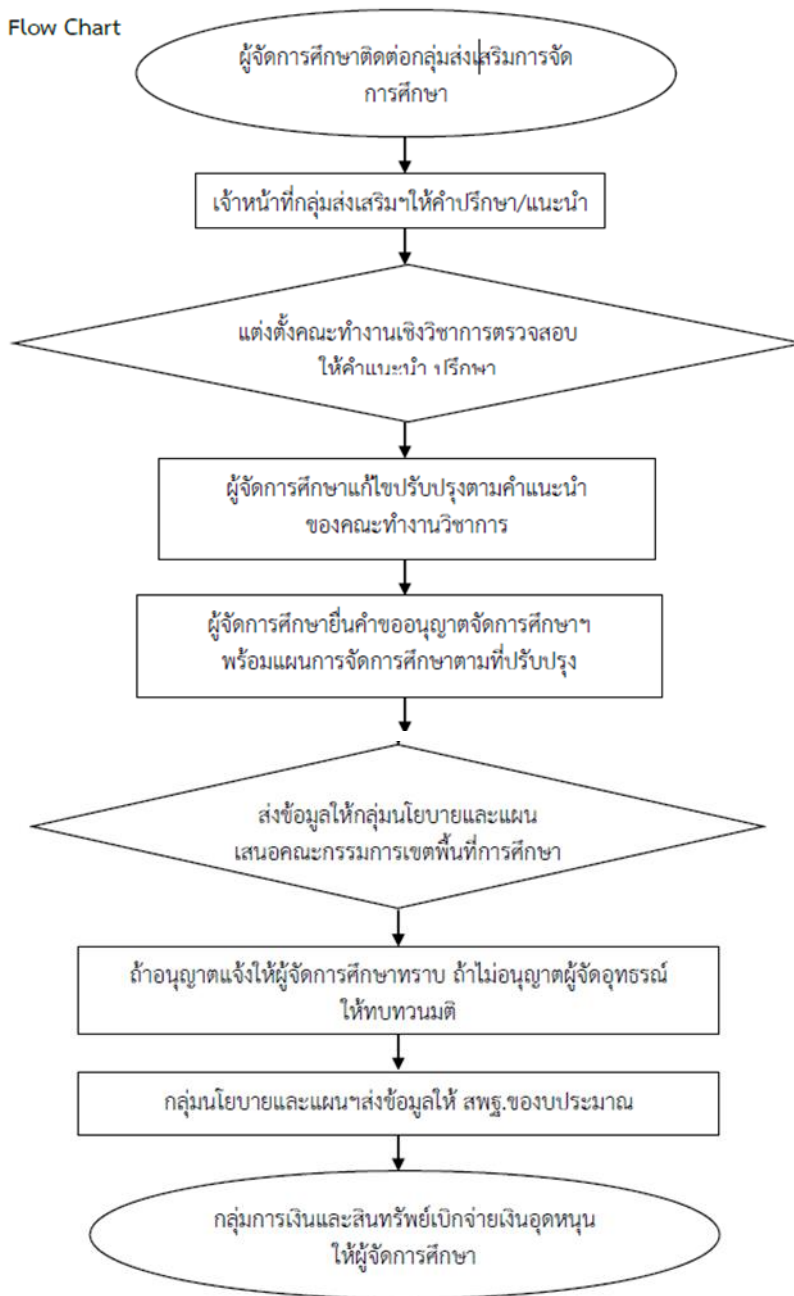 Flow Chart
ผู้จัดการศึกษาติดต่อกลุ่มส่งเสริมการจัด
การศึกษา
เจ้าหน้าที่กลุ่มส่งเสริมฯให้คำปรึกษา/แนะนำ
แต่งตั้งคณะทำงานเชิงวิชาการตรวจสอบ
ให้คำแนะนำ ปรึกษา
ผู้จัดการศึกษาแก้ไขปรับปรุงตามคำแนะนำ
ของคณะทำงานวิชาการ
ผู้จัดการศึกษายื่นคำขออนุญาตจัดการศึกษาฯ
พร้อมแผนการจัดการศึกษาตามที่ปรับปรุง
ส่งข้อมูลให้กลุ่มนโยบายและแผน
เสนอคณะกรรมการเขตพื้นที่การศึกษา
ถ้าอนุญาตแจ้งให้ผู้จัดการศึกษาทราบ ถ้าไม่อนุญาตผู้จัดอุทธรณ์
ให้ทบทวนมติ
กลุ่มนโยบายและแผนฯส่งข้อมูลให้ สพฐ.ของบประมาณ
กลุ่มการเงินและสินทรัพย์เบิกจ่ายเงินอุดหนุน
ให้ผู้จัดการศึกษา